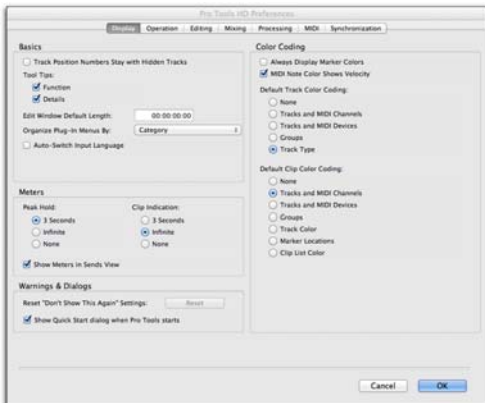 Pro Tools HD Preferences
Display Operation Editing Mixing Processing MIDI Synchronization
Basics
Track Position Numbers Stay with Hidden Tracks
Tool Tips:
Function
Details
Edit Window Default Length: 00:00:00:00
Organize Plug-In Menus By: Category
Auto-Switch Input Language
Meters
Peak Hold:
3 Seconds
Infinite
None
Clip Indication:
3 Seconds
Infinite
None
Show Meters in Sends View
Warnings & Dialogs
Reset "Don't Show This Again" Settings: Reset
Show Quick Start dialog when Pro Tools starts
Color Coding
Always Display Marker Colors
MIDI Note Color Shows Velocity
Default Track Color Coding:
None
Tracks and MIDI Channels
Tracks and MIDI Devices
Groups
Track Type
Default Clip Color Coding:
None
Tracks and MIDI Channels
Tracks and MIDI Devices
Groups
Track Color
Marker Locations
Clip List Color
Cancel OK